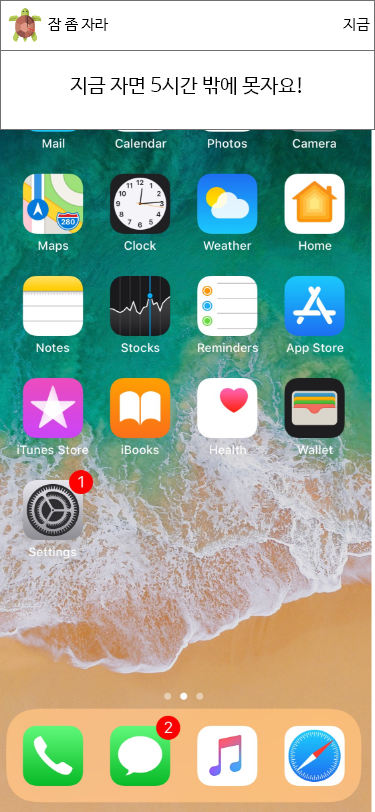 잠 좀 자라 지금
지금 자면 5시간 밖에 못자요!
Mail Calendar Photos Camera
280
Maps Clock Weather Home
Notes Stocks Reminders App Store
iTunes Store iBooks Health Wallet
1
Settings
2